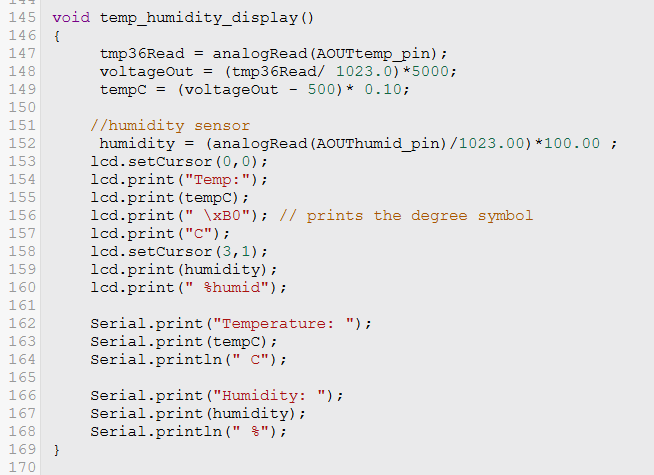 144
145 void temp_humidity_display()
146 {
147 tmp36Read = analogRead(AOUTtemp_pin);
148 voltageOut = (tmp36Read/ 1023.0)*5000;
149 tempC = (voltageOut - 500)* 0.10;
150
151 //humidity sensor
152 humidity = (analogRead(AOUThumid_pin)/1023.00)*100.00 ;
153 lcd.setCursor(0,0);
154 lcd.print("Temp:");
155 lcd.print(tempC);
156 lcd.print(" \xB0"); // prints the degree symbol
157 lcd.print("C");
158 lcd.setCursor(3,1);
159 lcd.print(humidity);
160 lcd.print(" %humid");
161
162 Serial.print("Temperature: ");
163 Serial.print(tempC);
164 Serial.println(" C");
165
166 Serial.print("Humidity: ");
167 Serial.print(humidity);
168 Serial.println(" %");
169 }
170